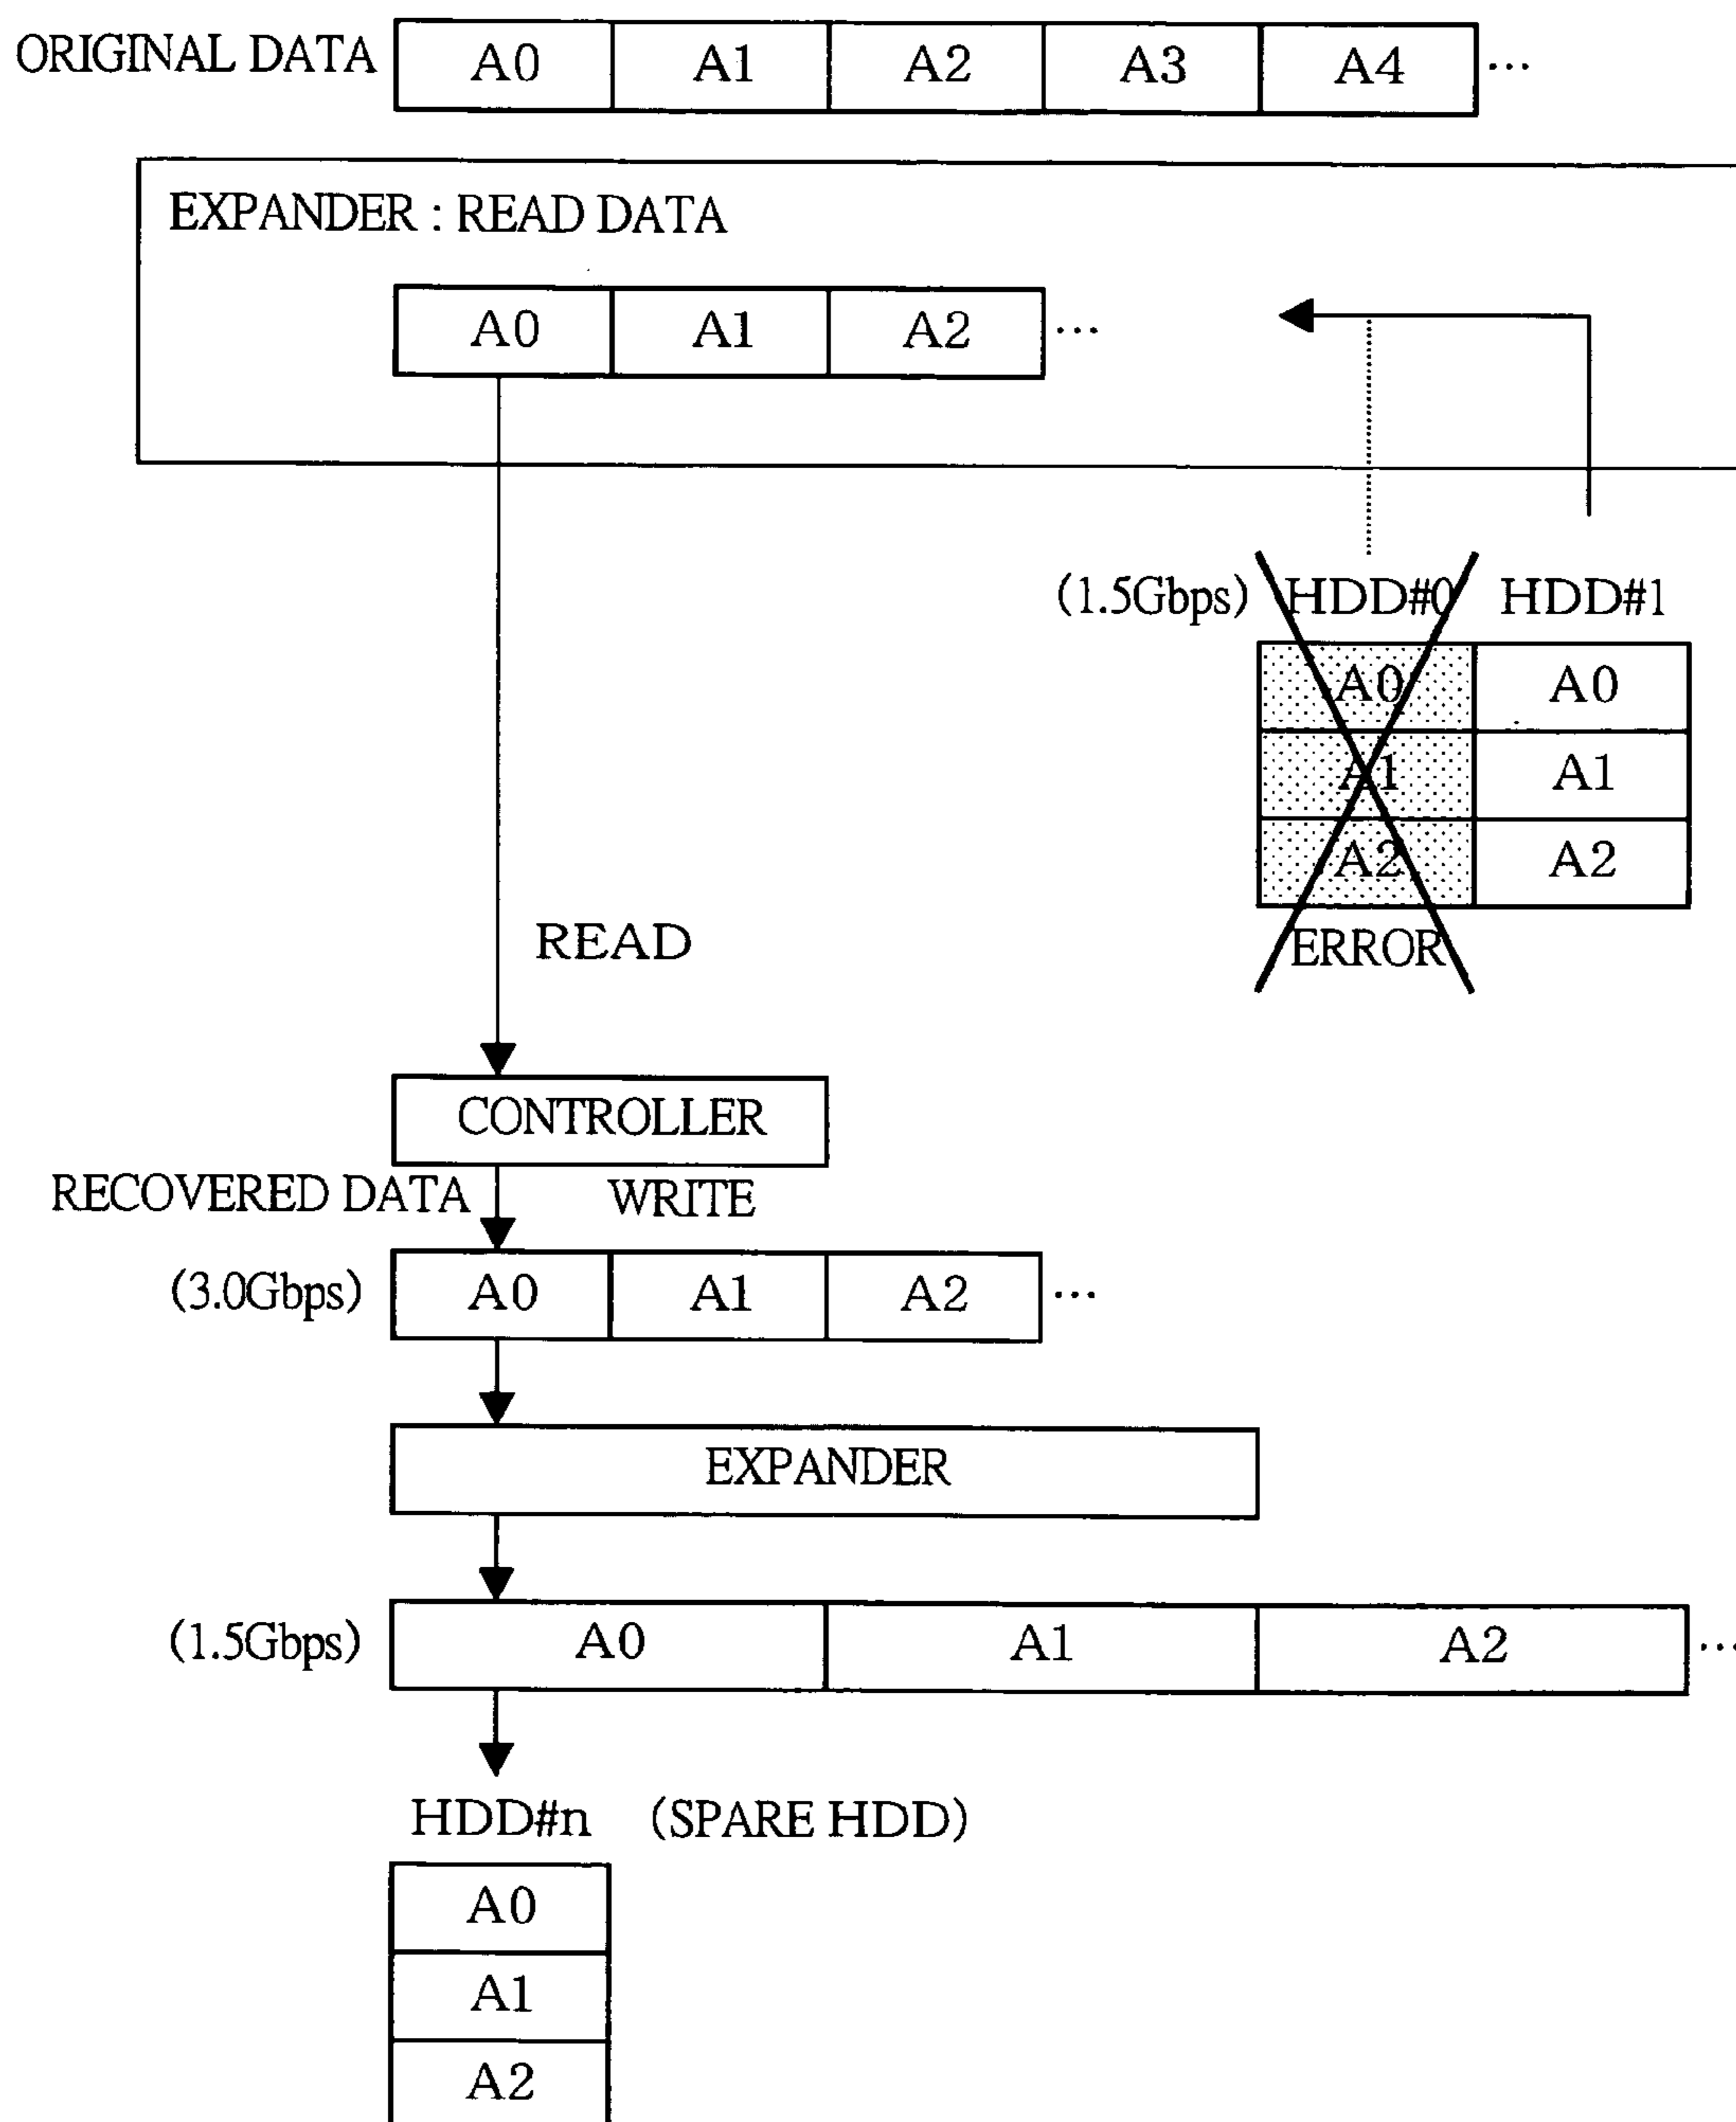 ORIGINAL DATA A0 A1 A2 A3 A4 ...
EXPANDER : READ DATA
A0 A1 A2 ...
(1.5Gbps) HDD#0 HDD#1
A0 A0
A1 A1
A2 A2
ERROR
READ
CONTROLLER
RECOVERED DATA WRITE
(3.0Gbps) A0 A1 A2 ...
EXPANDER
(1.5Gbps) A0 A1 A2 ...
HDD#n (SPARE HDD)
A0
A1
A2